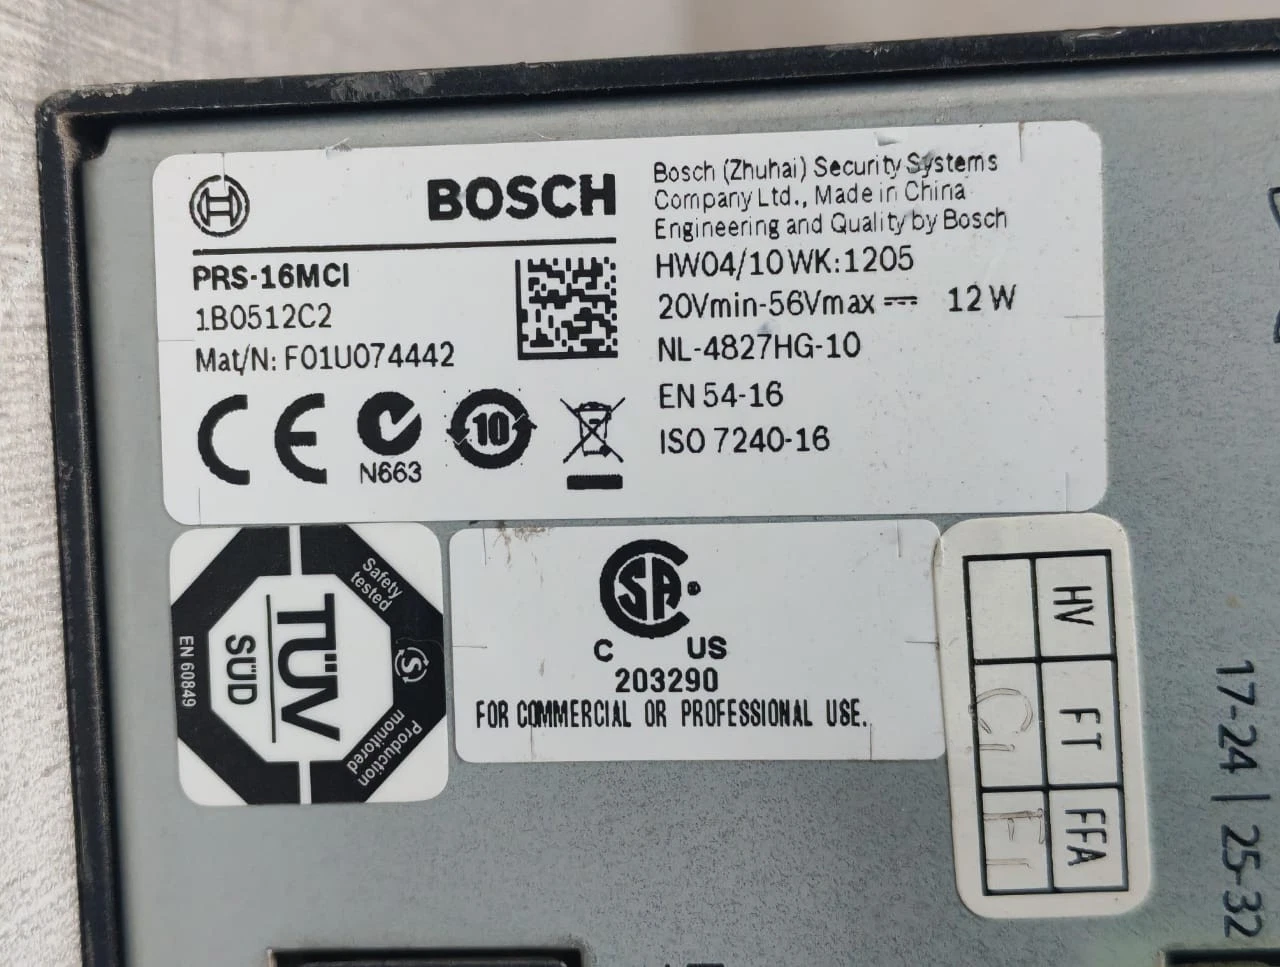 BOSCH
PRS-16MCI
1B0512C2
Mat/N: F01U074442
N663
10
Bosch (Zhuhai) Security Systems
Company Ltd., Made in China
Engineering and Quality by Bosch
HW04/10 WK:1205
20Vmin-56Vmax 12 W
NL-4827HG-10
EN 54-16
ISO 7240-16
TÜV
SÜD
Safety
tested
Production
monitored
EN 60849
SA
C US
203290
FOR COMMERCIAL OR PROFESSIONAL USE.
HV
FT
FFA
17-24 | 25-32